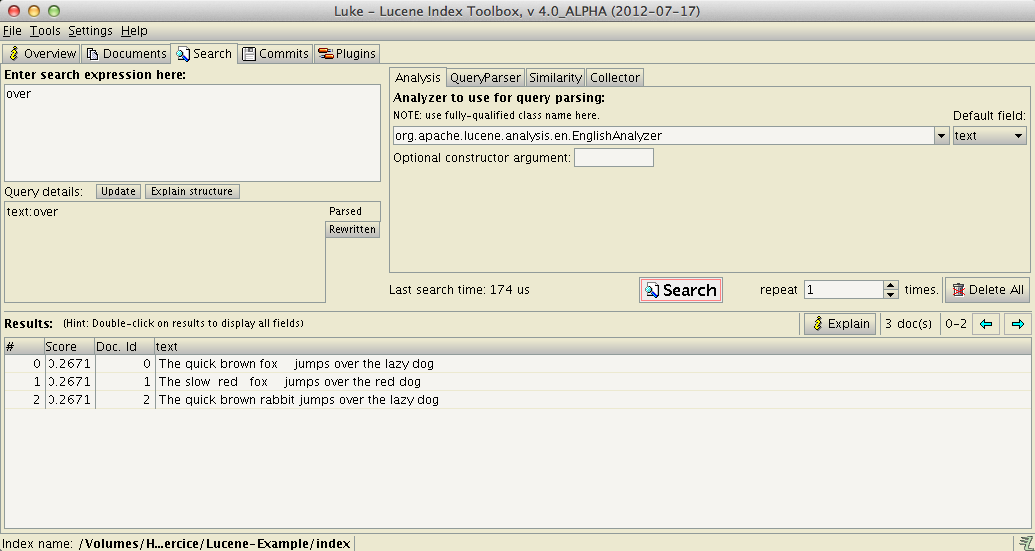 Luke – Lucene Index Toolbox, v 4.0_ALPHA (2012-07-17)
File Tools Settings Help
Overview Documents Search Commits Plugins
Enter search expression here:
over
Analysis QueryParser Similarity Collector
Analyzer to use for query parsing:
NOTE: use fully-qualified class name here. Default field:
org.apache.lucene.analysis.en.EnglishAnalyzer text
Optional constructor argument:
Query details: Update Explain structure
text:over
Parsed
Rewritten
Last search time: 174 us Search repeat 1 times. Delete All
Results: (Hint: Double-click on results to display all fields) Explain 3 doc(s) 0-2
# Score Doc. Id text
0 0.2671 0 The quick brown fox jumps over the lazy dog
1 0.2671 1 The slow red fox jumps over the red dog
2 0.2671 2 The quick brown rabbit jumps over the lazy dog
Index name: /Volumes/H...ercice/Lucene-Example/index